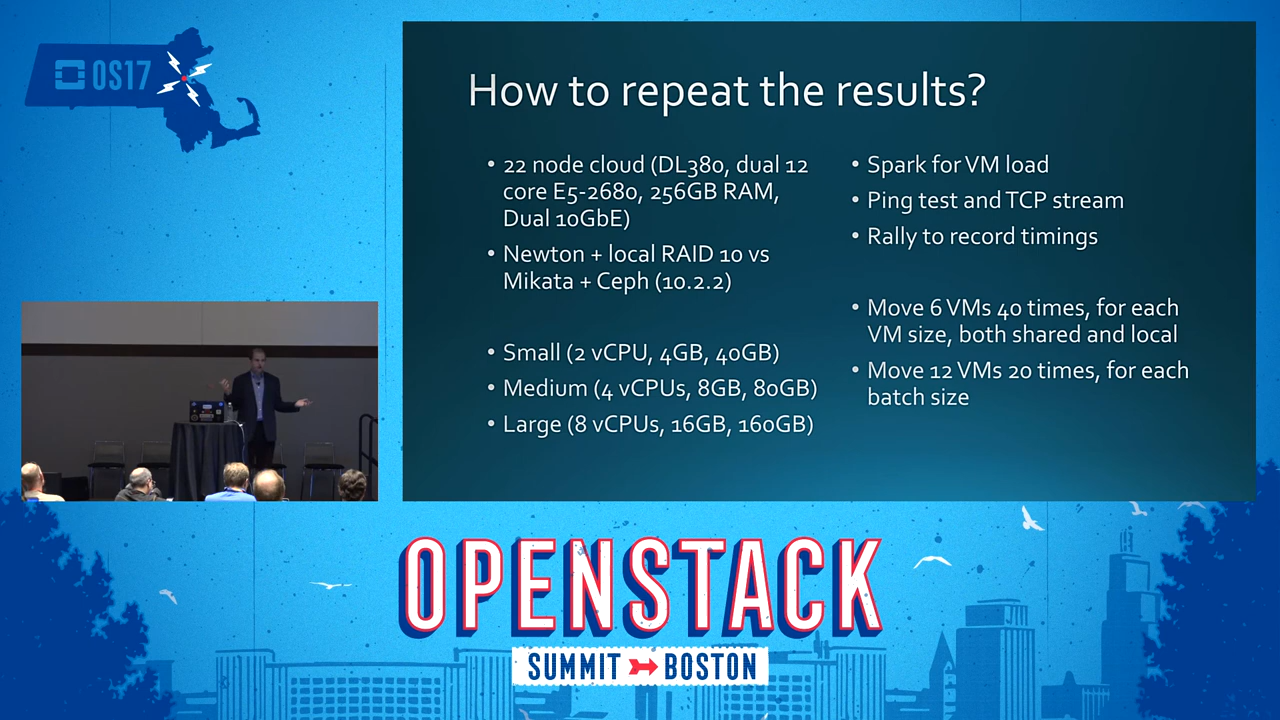 OS17
How to repeat the results?
• 22 node cloud (DL380, dual 12
core E5-2680, 256GB RAM,
Dual 10GbE)
• Newton + local RAID 10 vs
Mikata + Ceph (10.2.2)
• Small (2 vCPU, 4GB, 40GB)
• Medium (4 vCPUs, 8GB, 80GB)
• Large (8 vCPUs, 16GB, 160GB)
• Spark for VM load
• Ping test and TCP stream
• Rally to record timings
• Move 6 VMs 40 times, for each
VM size, both shared and local
• Move 12 VMs 20 times, for each
batch size
OPENSTACK
SUMMIT BOSTON